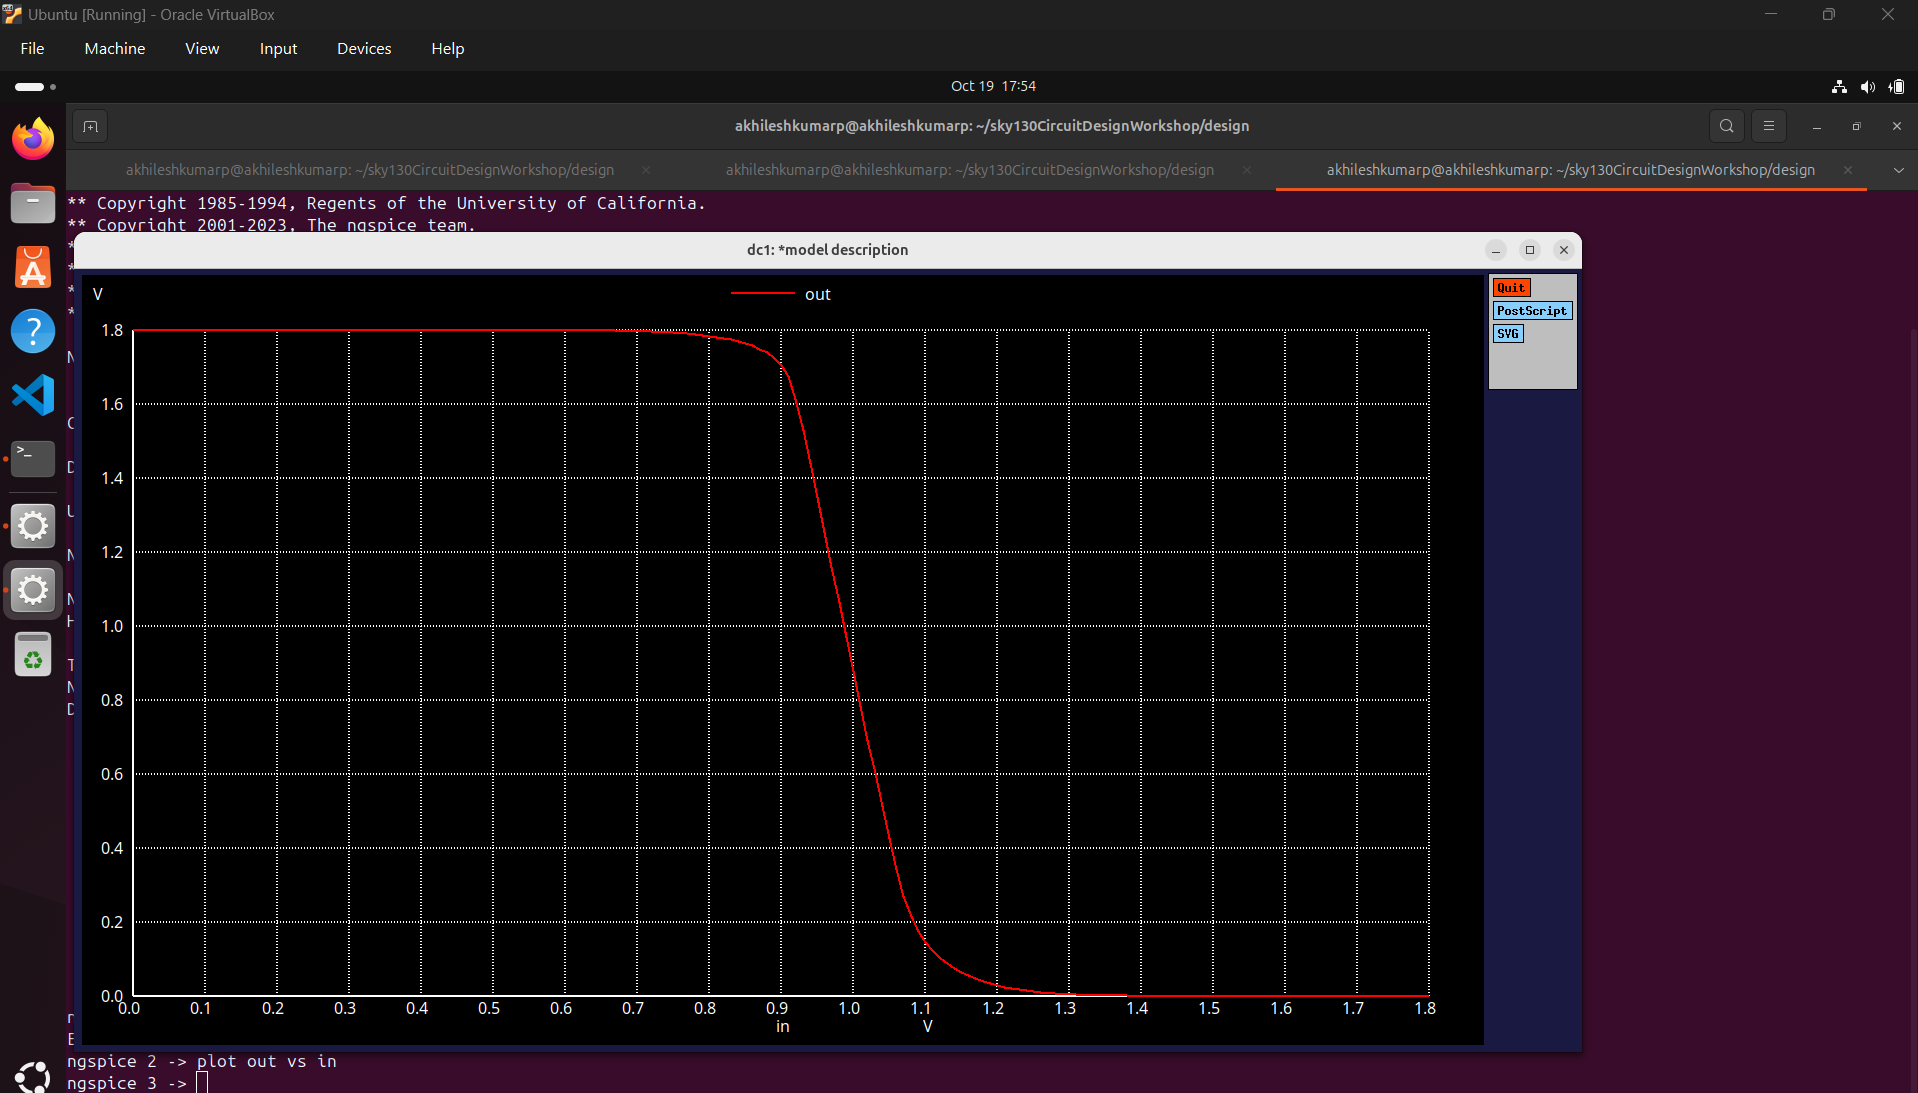 Ubuntu [Running] - Oracle VirtualBox
File Machine View Input Devices Help
Oct 19 17:54
akhileshkumarp@akhileshkumarp: ~/sky130CircuitDesignWorkshop/design
akhileshkumarp@akhileshkumarp: ~/sky130CircuitDesignWorkshop/design
akhileshkumarp@akhileshkumarp: ~/sky130CircuitDesignWorkshop/design
akhileshkumarp@akhileshkumarp: ~/sky130CircuitDesignWorkshop/design
** Copyright 1985-1994, Regents of the University of California.
** Copyright 2001-2023, The ngspice team.
dc1: *model description
Quit
PostScript
SVG
V
out
1.8
1.6
1.4
1.2
1.0
0.8
0.6
0.4
0.2
0.0
0.0 0.1 0.2 0.3 0.4 0.5 0.6 0.7 0.8 0.9 1.0 1.1 1.2 1.3 1.4 1.5 1.6 1.7 1.8
in V
ngspice 2 -> plot out vs in
ngspice 3 ->